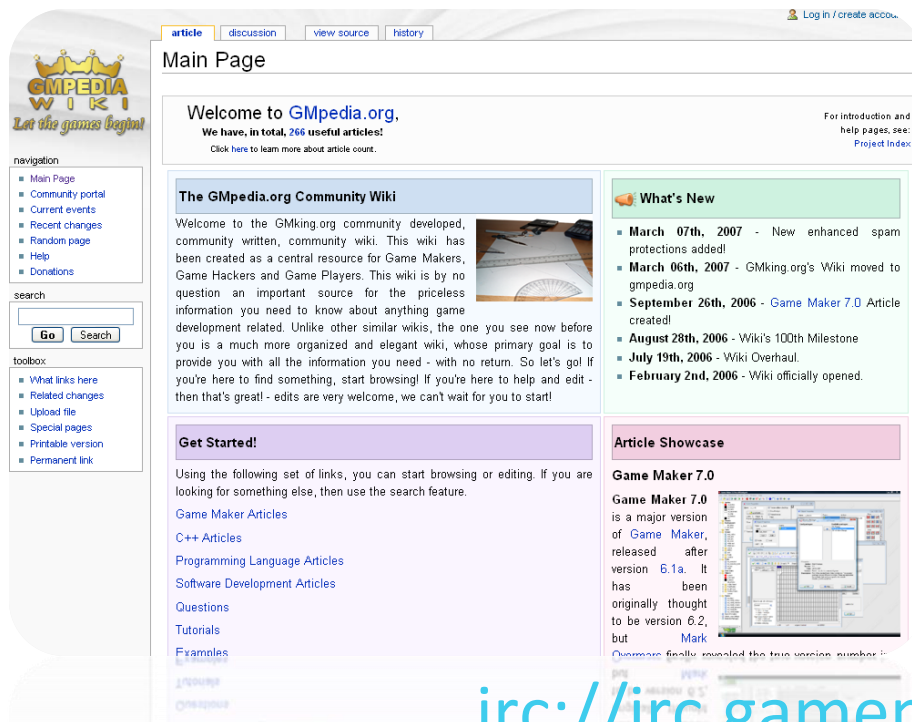 Log in / create accou
article
discussion
view source
history
GMPEDIA
WIKI
Let the games begin!
Main Page
Welcome to GMpedia.org,
We have, in total, 266 useful articles!
Click here to learn more about article count.
For introduction and
help pages, see:
Project Index
navigation
Main Page
Community portal
Current events
Recent changes
Random page
Help
Donations
search
Go
Search
toolbox
What links here
Related changes
Upload file
Special pages
Printable version
Permanent link
The GMpedia.org Community Wiki
Welcome to the GMking.org community developed,
community written, community wiki. This wiki has
been created as a central resource for Game Makers,
Game Hackers and Game Players. This wiki is by no
question an important source for the priceless
information you need to know about anything game
development related. Unlike other similar wikis, the one you see now before
you is a much more organized and elegant wiki, whose primary goal is to
provide you with all the information you need - with no return. So let's go! If
you're here to find something, start browsing! If you're here to help and edit -
then that's great! - edits are very welcome, we can't wait for you to start!
What's New
March 07th, 2007 - New enhanced spam
protections added!
March 06th, 2007 - GMking.org's Wiki moved to
gmpedia.org
September 26th, 2006 - Game Maker 7.0 Article
created!
August 28th, 2006 - Wiki's 100th Milestone
July 19th, 2006 - Wiki Overhaul.
February 2nd, 2006 - Wiki officially opened.
Get Started!
Using the following set of links, you can start browsing or editing. If you are
looking for something else, then use the search feature.
Game Maker Articles
C++ Articles
Programming Language Articles
Software Development Articles
Questions
Tutorials
Examples
Article Showcase
Game Maker 7.0
Game Maker 7.0
is a major version
of Game Maker,
released after
version 6.1a. It
has been
originally thought
to be version 6.2,
but Mark
Overmars finally revealed the true version number
irc://irc.gamer